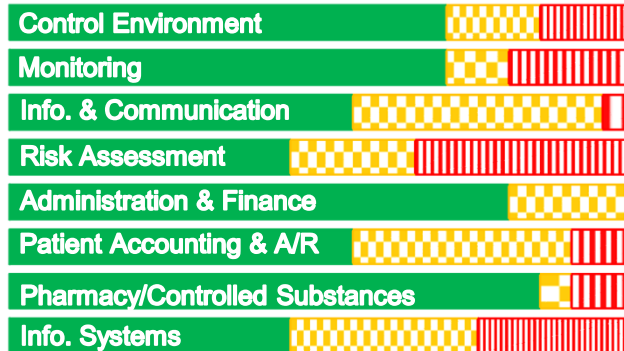 Control Environment
Monitoring
Info. & Communication
Risk Assessment
Administration & Finance
Patient Accounting & A/R
Pharmacy/Controlled Substances
Info. Systems